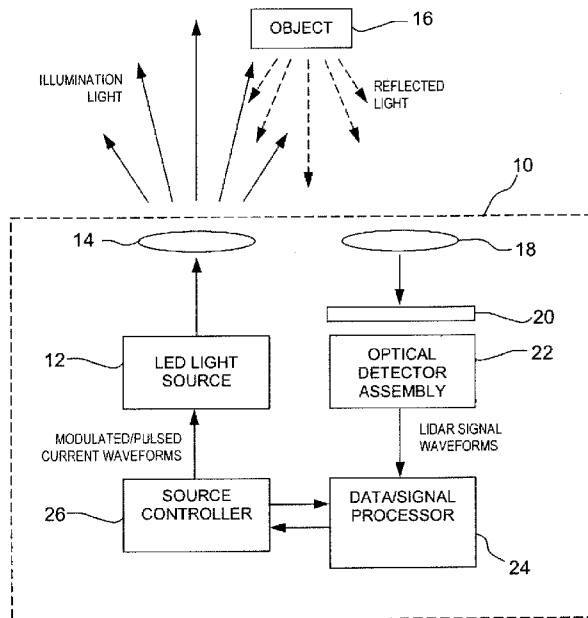 OBJECT
16
ILLUMINATION
LIGHT
REFLECTED
LIGHT
10
14
18
20
12
LED LIGHT
SOURCE
OPTICAL
DETECTOR
ASSEMBLY
22
MODULATED/PULSED
CURRENT WAVEFORMS
LIDAR SIGNAL
WAVEFORMS
26
SOURCE
CONTROLLER
DATA/SIGNAL
PROCESSOR
24